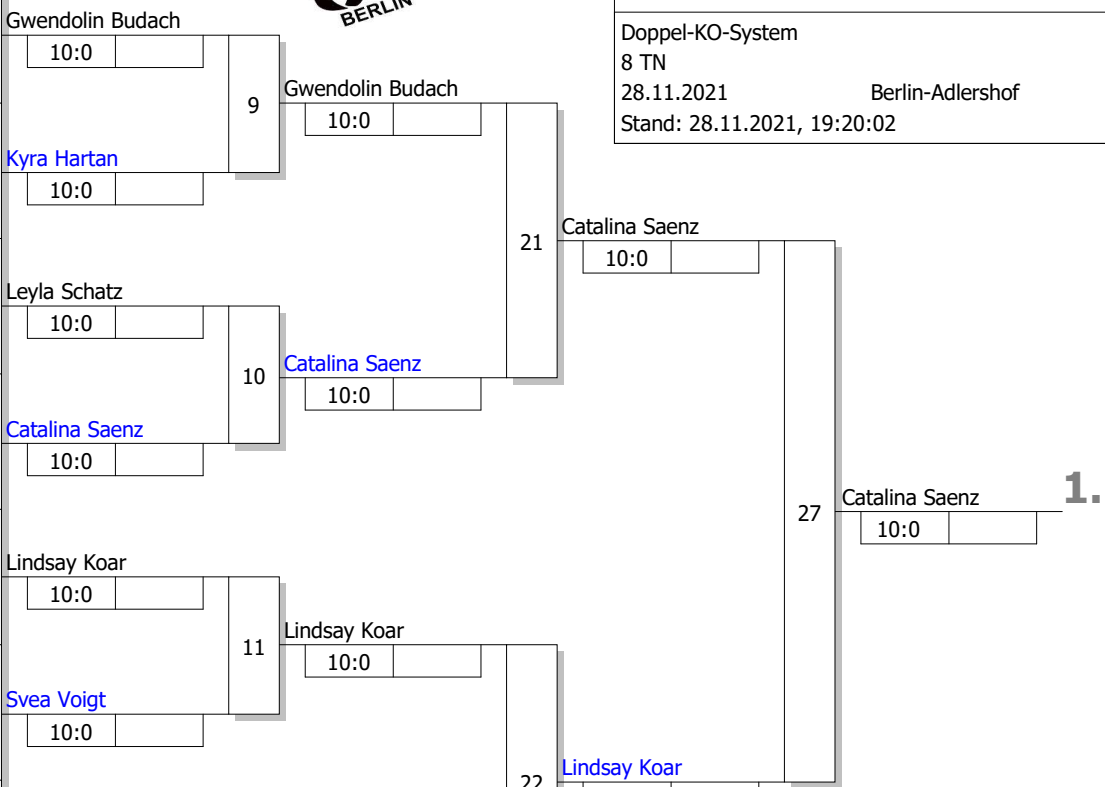 BERLIN
Doppel-KO-System
8 TN
28.11.2021 Berlin-Adlershof
Stand: 28.11.2021, 19:20:02
Gwendolin Budach
10:0
9
Gwendolin Budach
10:0
Kyra Hartan
10:0
21
Catalina Saenz
10:0
Leyla Schatz
10:0
10
Catalina Saenz
10:0
Catalina Saenz
10:0
27
Catalina Saenz
1.
10:0
Lindsay Koar
10:0
11
Lindsay Koar
10:0
Svea Voigt
10:0
22
Lindsay Koar